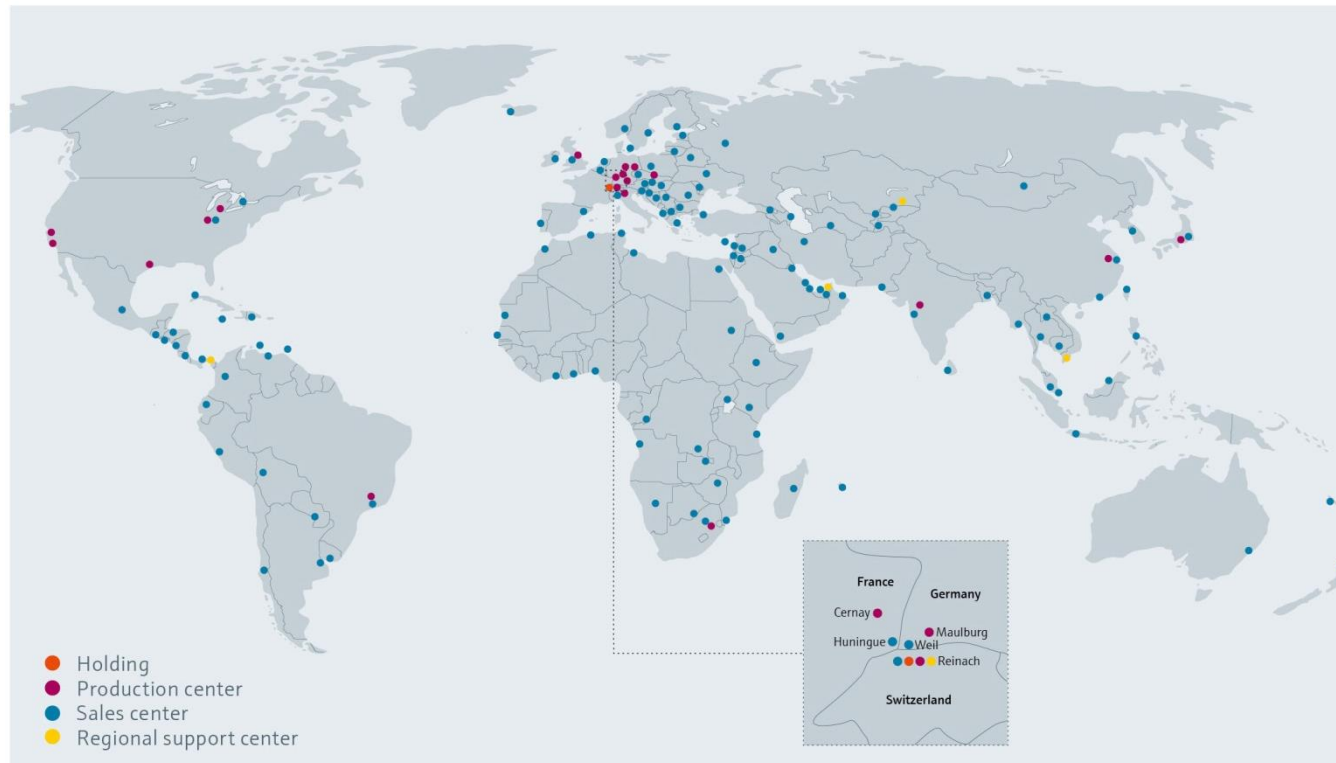 France
Germany
Cernay
Maulburg
Huningue
Weil
Reinach
Switzerland
Holding
Production center
Sales center
Regional support center